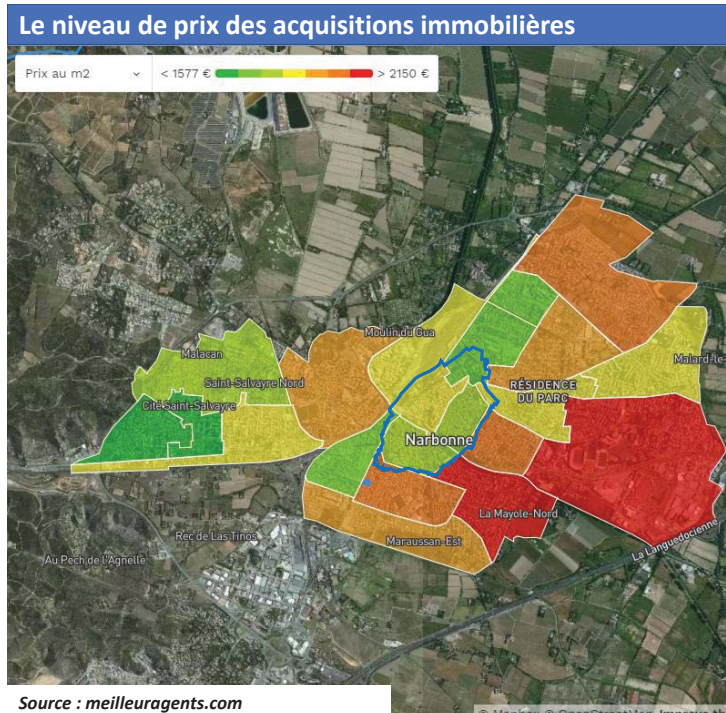 Le niveau de prix des acquisitions immobilières
Prix au m2
< 1577 €
> 2150 €
Moulin du Gua
Malacan
Malard-le-
Saint-Salvayre Nord
RÉSIDENCE
DU PARC
Cité Saint-Salvayre
Narbonne
La Mayole-Nord
Rec de Las Tinos
Maraussan-Est
La Languedocienne
Au Pech de l'Agnelle
Source : meilleuragents.com